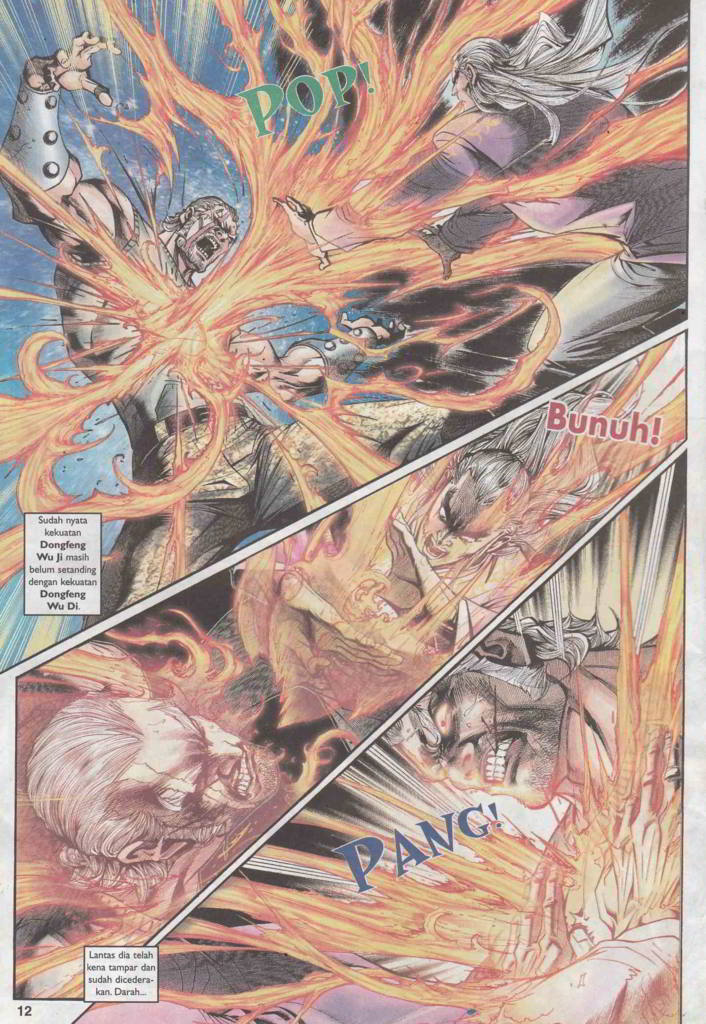 POP!
Bunuh!
Sudah nyata
kekuatan
Dongfeng
Wu Ji masih
belum setanding
dengan kekuatan
Dongfeng
Wu Di.
PANG!
Lantas dia telah
kena tampar dan
sudah dicedera-
kan. Darah...
12